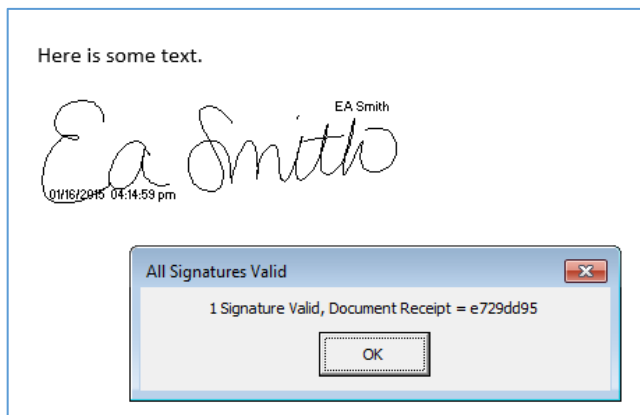 Here is some text.
EA Smith
Ea Smith
01/16/2015 04:14:59 pm
All Signatures Valid
1 Signature Valid, Document Receipt = e729dd95
OK